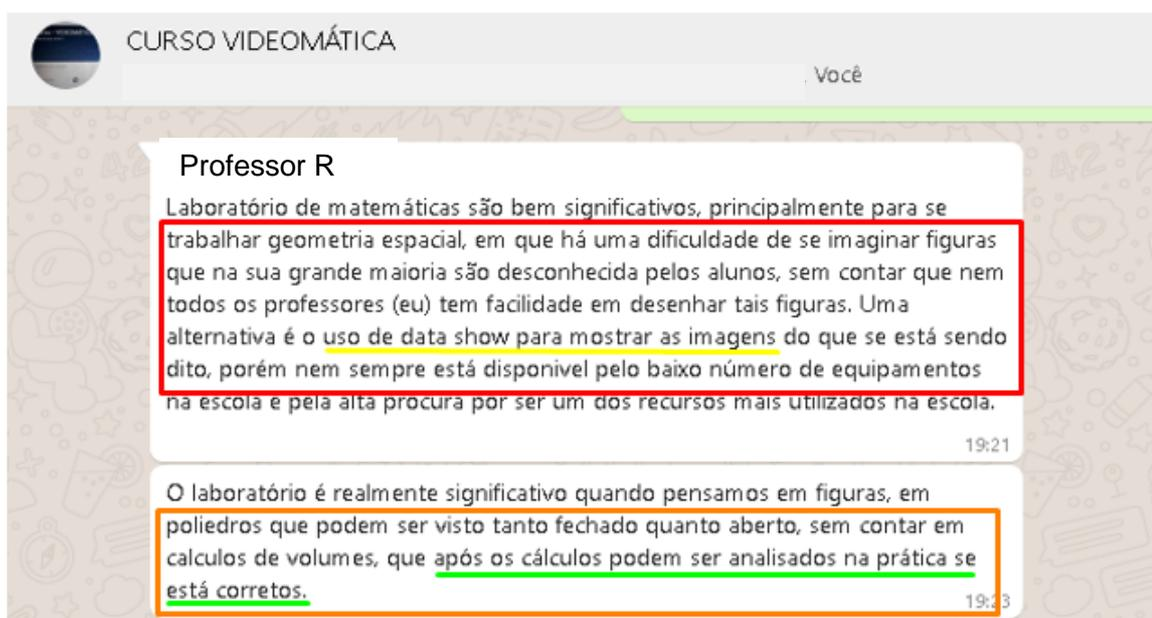 CURSO VIDEOMÁTICA
, Você
Professor R
Laboratório de matemáticas são bem significativos, principalmente para se
trabalhar geometria espacial, em que há uma dificuldade de se imaginar figuras
que na sua grande maioria são desconhecida pelos alunos, sem contar que nem
todos os professores (eu) tem facilidade em desenhar tais figuras. Uma
alternativa é o uso de data show para mostrar as imagens do que se está sendo
dito, porém nem sempre está disponivel pelo baixo número de equipamentos
na escola e pela alta procura por ser um dos recursos mais utilizados na escola.
19:21
O laboratório é realmente significativo quando pensamos em figuras, em
poliedros que podem ser visto tanto fechado quanto aberto, sem contar em
calculos de volumes, que após os cálculos podem ser analisados na prática se
está corretos.
19:23